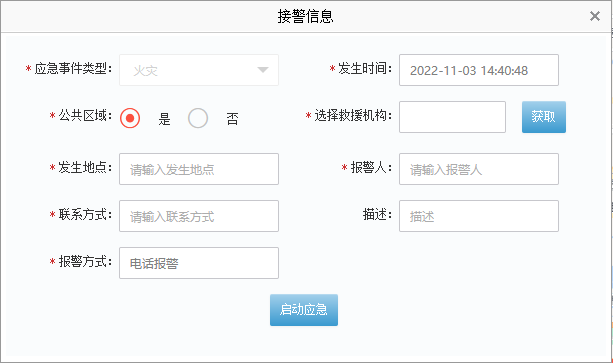 接警信息
* 应急事件类型： 火灾 * 发生时间： 2022-11-03 14:40:48
* 公共区域： 是 否 * 选择救援机构： 获取
* 发生地点： 请输入发生地点 * 报警人： 请输入报警人
* 联系方式： 请输入联系方式 描述： 描述
* 报警方式： 电话报警
启动应急